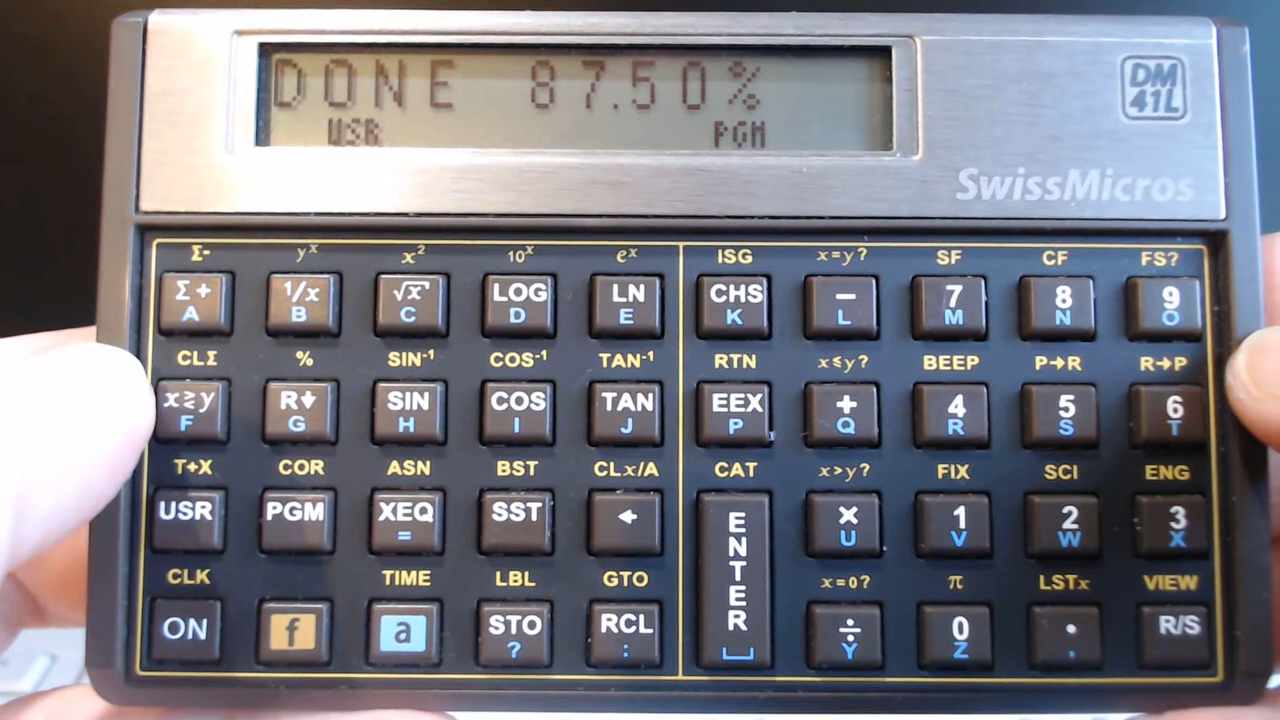 DONE 87.50%
USR PGM
DM
41L
SwissMicros
Σ- yˣ x² 10ˣ eˣ ISG x=y? SF CF FS?
Σ+ 1/x √x LOG LN CHS − 7 8 9
A B C D E K L M N O
CLΣ % SIN⁻¹ COS⁻¹ TAN⁻¹ RTN x≤y? BEEP P→R R→P
x≷y R↓ SIN COS TAN EEX + 4 5 6
F G H I J P Q R S T
T+X COR ASN BST CLx/A CAT x>y? FIX SCI ENG
USR PGM XEQ SST ← ENTER × 1 2 3
= U V W X
CLK TIME LBL GTO x=0? π LSTx VIEW
ON f a STO RCL ÷ 0 . R/S
? : ␣ Y Z ,